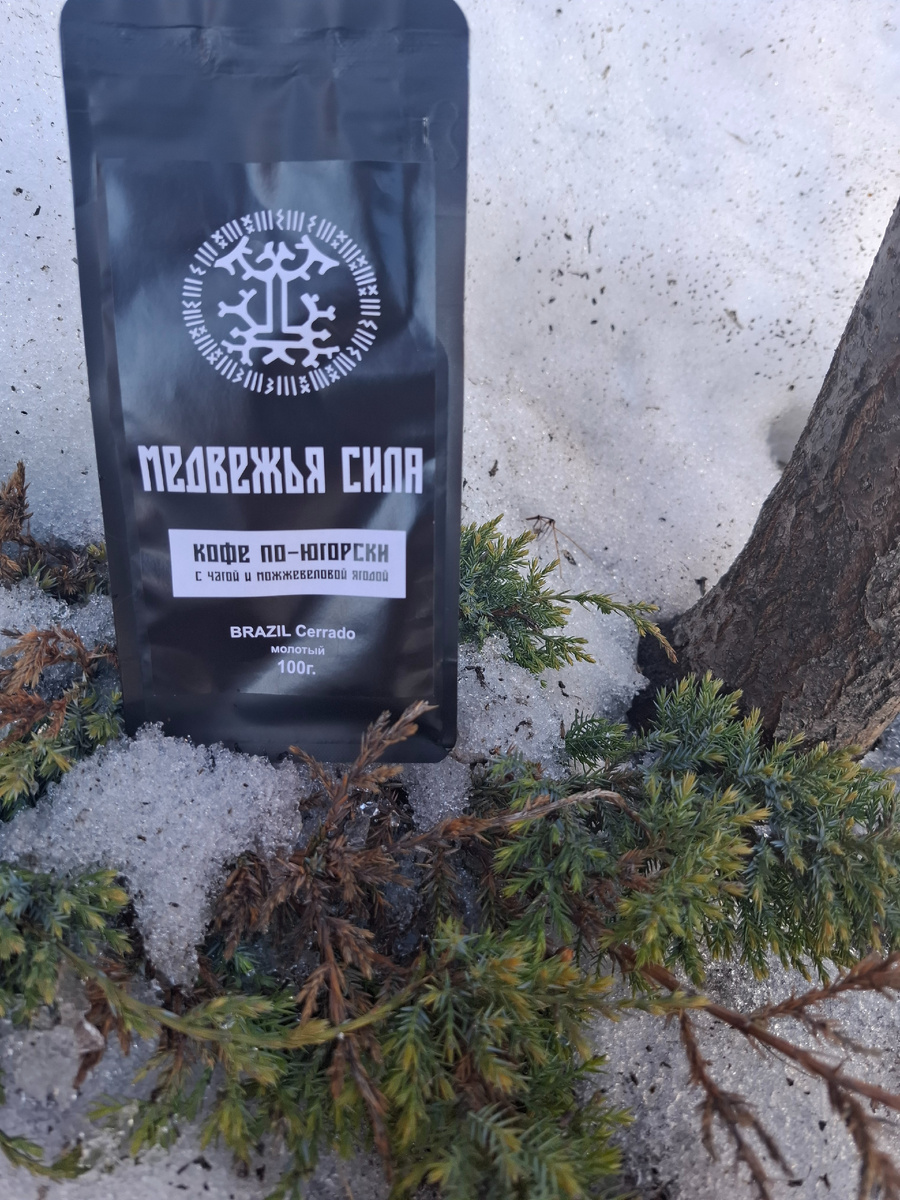 МЕДВЕЖЬЯ СИЛА
КОФЕ ПО-ЮГОРСКИ
С ЧАГОЙ И МОЖЖЕВЕЛОВОЙ ЯГОДОЙ
BRAZIL Cerrado
молотый
100г.